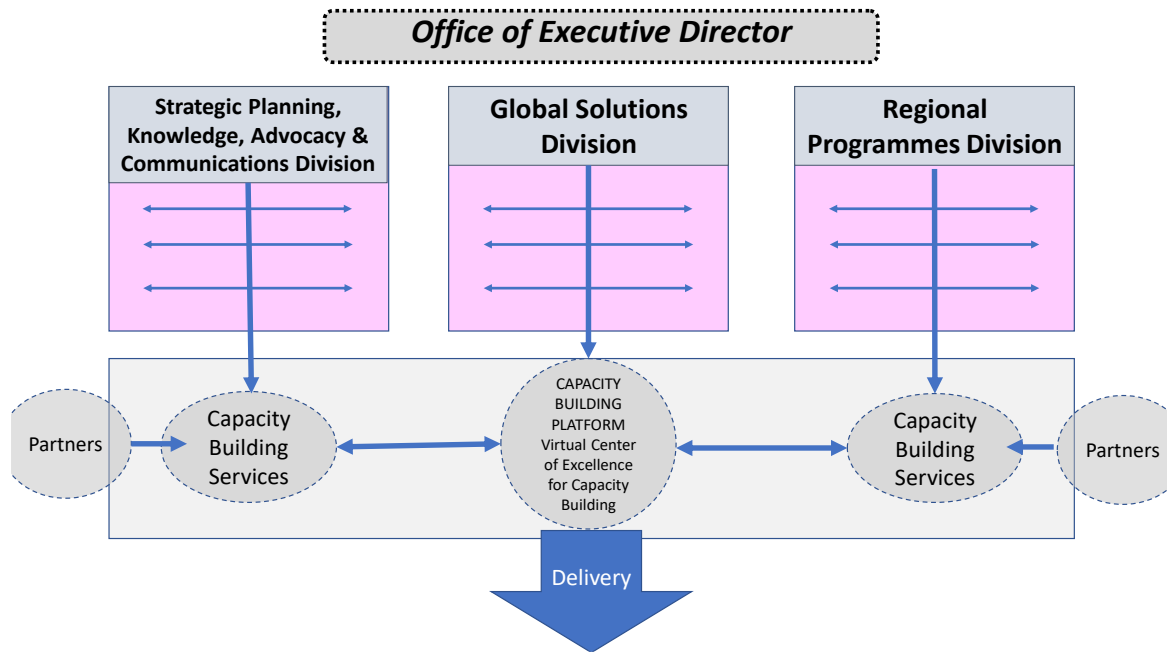 Office of Executive Director
Strategic Planning,
Knowledge, Advocacy &
Communications Division
Global Solutions
Division
Regional
Programmes Division
Partners
Capacity
Building
Services
CAPACITY
BUILDING
PLATFORM
Virtual Center
of Excellence
for Capacity
Building
Capacity
Building
Services
Partners
Delivery